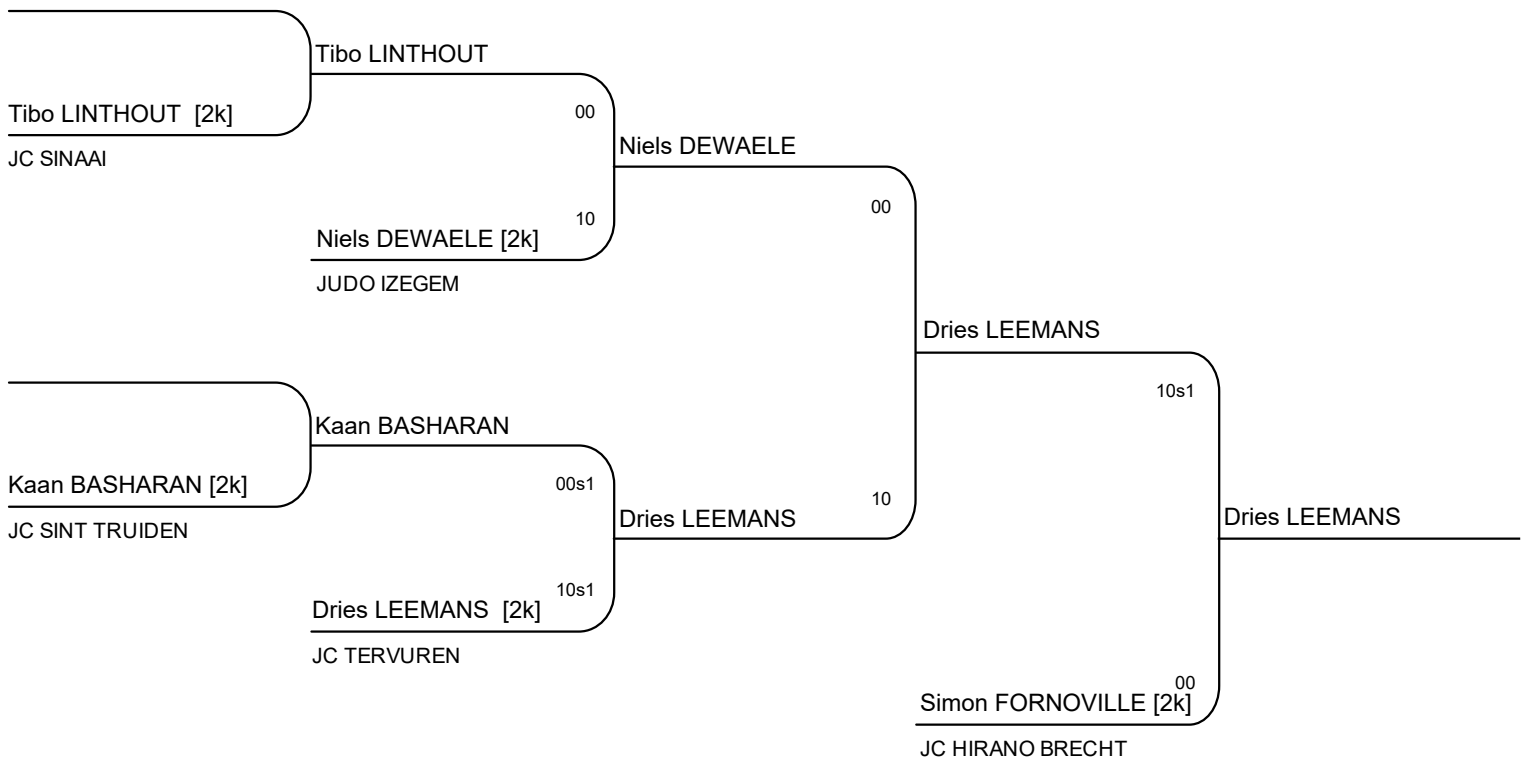 Tibo LINTHOUT
Tibo LINTHOUT [2k]
00
JC SINAAI
Niels DEWAELE
10
Niels DEWAELE [2k]
00
JUDO IZEGEM
Dries LEEMANS
10s1
Kaan BASHARAN
Kaan BASHARAN [2k]
00s1
10
JC SINT TRUIDEN
Dries LEEMANS
Dries LEEMANS
10s1
Dries LEEMANS [2k]
JC TERVUREN
00
Simon FORNOVILLE [2k]
JC HIRANO BRECHT